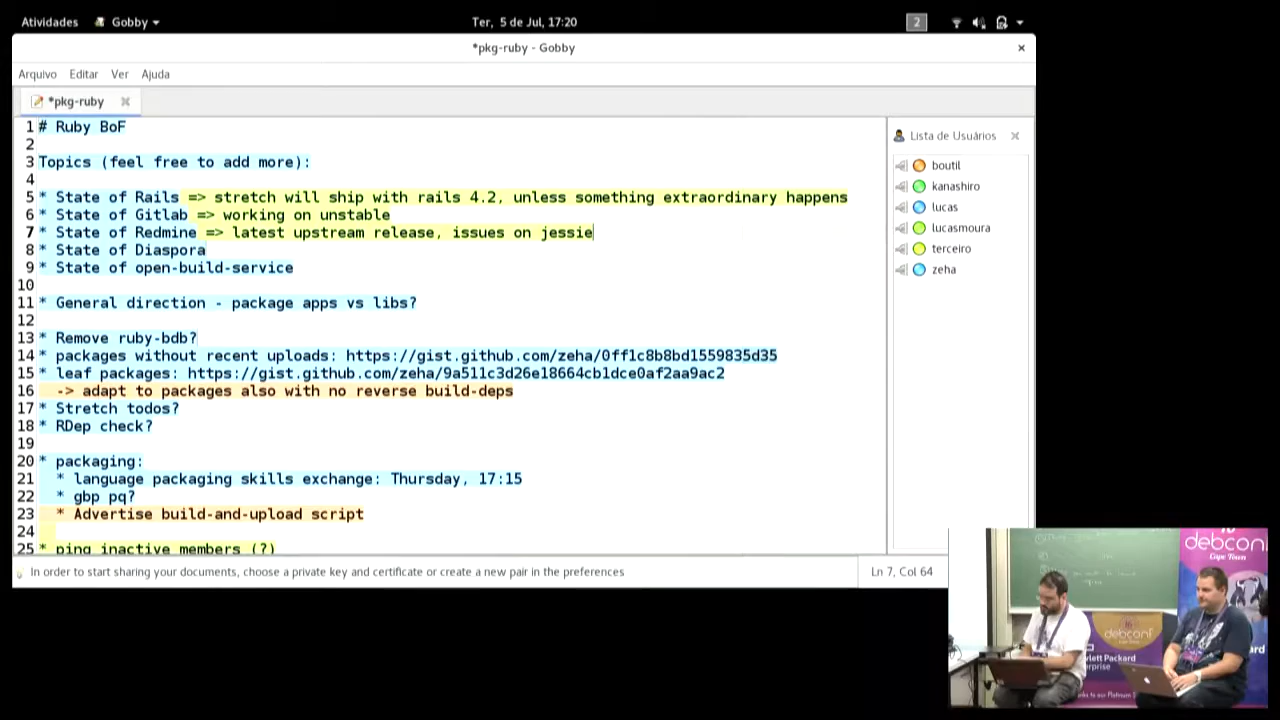 Atividades Gobby Ter, 5 de Jul, 17:20 2
*pkg-ruby - Gobby
Arquivo Editar Ver Ajuda
*pkg-ruby
1 # Ruby BoF
2
3 Topics (feel free to add more):
4
5 * State of Rails => stretch will ship with rails 4.2, unless something extraordinary happens
6 * State of Gitlab => working on unstable
7 * State of Redmine => latest upstream release, issues on jessie
8 * State of Diaspora
9 * State of open-build-service
10
11 * General direction - package apps vs libs?
12
13 * Remove ruby-bdb?
14 * packages without recent uploads: https://gist.github.com/zeha/0ff1c8b8bd1559835d35
15 * leaf packages: https://gist.github.com/zeha/9a511c3d26e18664cb1dce0af2aa9ac2
16 -> adapt to packages also with no reverse build-deps
17 * Stretch todos?
18 * RDep check?
19
20 * packaging:
21 * language packaging skills exchange: Thursday, 17:15
22 * gbp pq?
23 * Advertise build-and-upload script
24
25 * ping inactive members (?)
Lista de Usuários
boutil
kanashiro
lucas
lucasmoura
terceiro
zeha
In order to start sharing your documents, choose a private key and certificate or create a new pair in the preferences
Ln 7, Col 64
debconf
Cape Town
16
debconf
Hewlett Packard
Enterprise